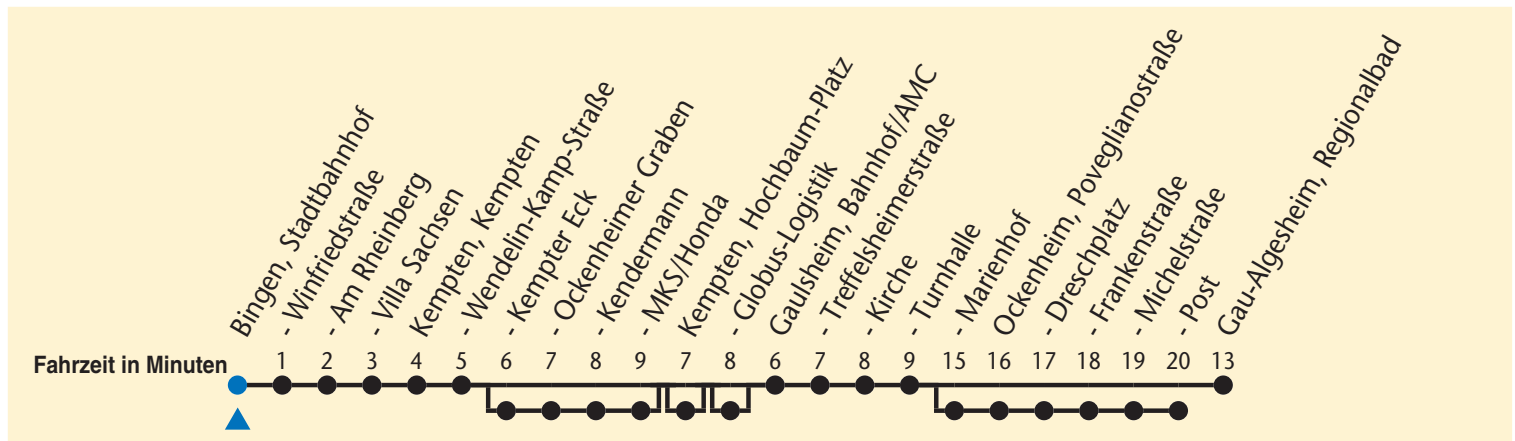 Bingen, Stadtbahnhof
- Winfriedstraße
- Am Rheinberg
- Villa Sachsen
Kempten, Kempten
- Wendelin-Kamp-Straße
- Kempter Eck
- Ockenheimer Graben
- Kendermann
- MKS/Honda
Kempten, Hochbaum-Platz
- Globus-Logistik
Gaulsheim, Bahnhof/AMC
- Treffelsheimerstraße
- Kirche
- Turnhalle
- Marienhof
Ockenheim, Poveglianostraße
- Dreschplatz
- Frankenstraße
- Michelstraße
- Post
Gau-Algesheim, Regionalbad
Fahrzeit in Minuten 1 2 3 4 5 6 7 8 9 7 8 6 7 8 9 15 16 17 18 19 20 13